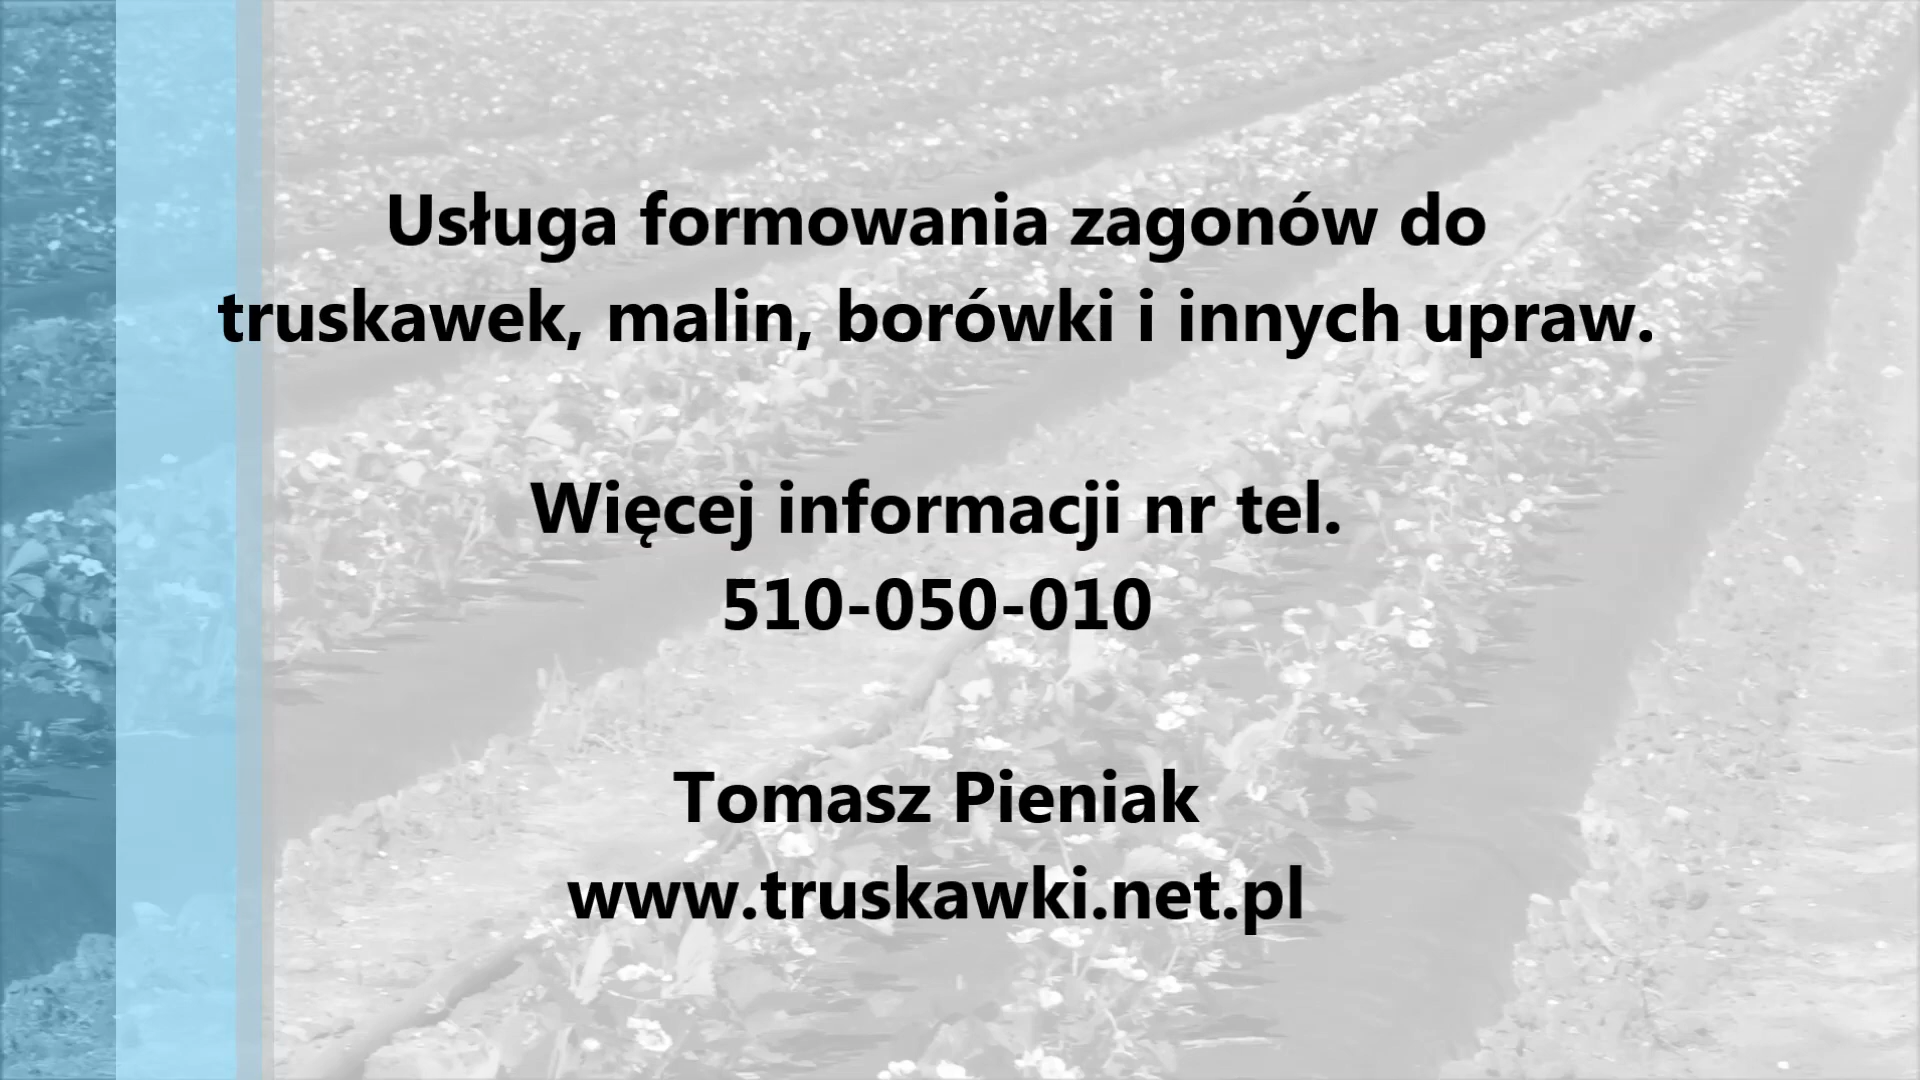 Usługa formowania zagonów do
truskawek, malin, borówki i innych upraw.
Więcej informacji nr tel.
510-050-010
Tomasz Pieniak
www.truskawki.net.pl